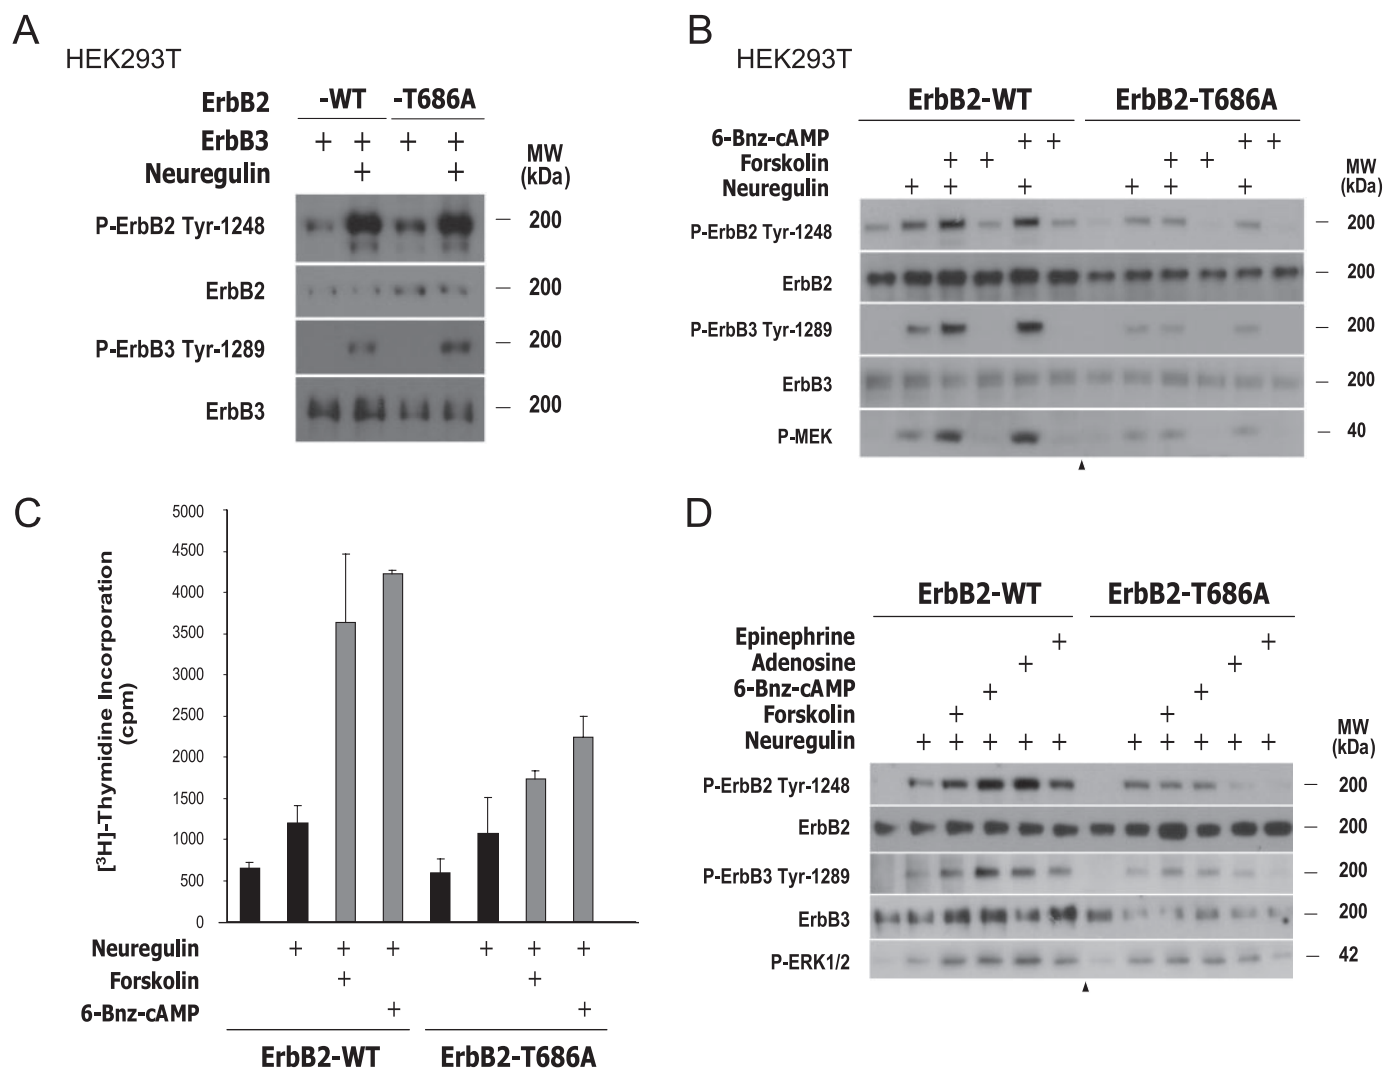 A
HEK293T
ErbB2 -WT -T686A
ErbB3 + + + +
Neuregulin + +
MW
(kDa)
P-ErbB2 Tyr-1248 — 200
ErbB2 — 200
P-ErbB3 Tyr-1289 — 200
ErbB3 — 200
B
HEK293T
ErbB2-WT ErbB2-T686A
6-Bnz-cAMP + + + +
Forskolin + + + +
Neuregulin + + + + + +
MW
(kDa)
P-ErbB2 Tyr-1248 — 200
ErbB2 — 200
P-ErbB3 Tyr-1289 — 200
ErbB3 — 200
P-MEK — 40
C
[³H]-Thymidine Incorporation
(cpm)
5000
4500
4000
3500
3000
2500
2000
1500
1000
500
0
Neuregulin + + + + + +
Forskolin + +
6-Bnz-cAMP + +
ErbB2-WT ErbB2-T686A
D
ErbB2-WT ErbB2-T686A
Epinephrine + +
Adenosine + +
6-Bnz-cAMP + +
Forskolin + +
Neuregulin + + + + + + + + + +
MW
(kDa)
P-ErbB2 Tyr-1248 — 200
ErbB2 — 200
P-ErbB3 Tyr-1289 — 200
ErbB3 — 200
P-ERK1/2 — 42